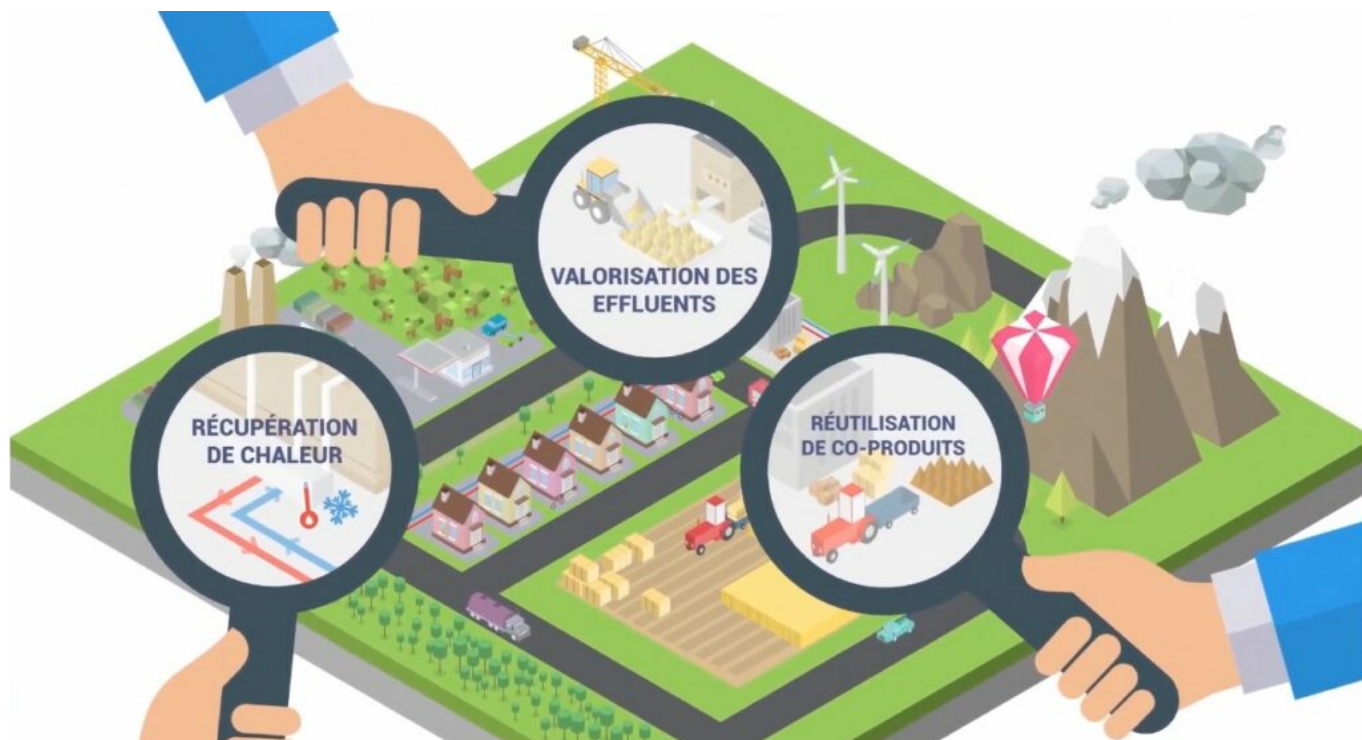 VALORISATION DES
EFFLUENTS
RÉCUPÉRATION
DE CHALEUR
RÉUTILISATION
DE CO-PRODUITS